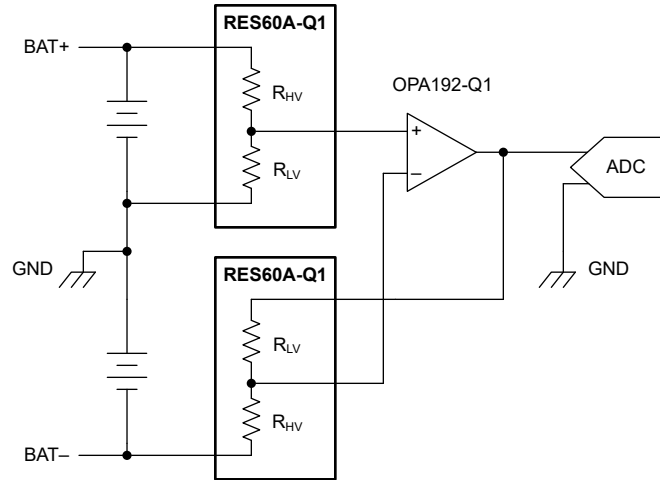 RES60A-Q1
BAT+
R_HV
OPA192-Q1
+
R_LV
–
ADC
GND
GND
RES60A-Q1
R_LV
R_HV
BAT–